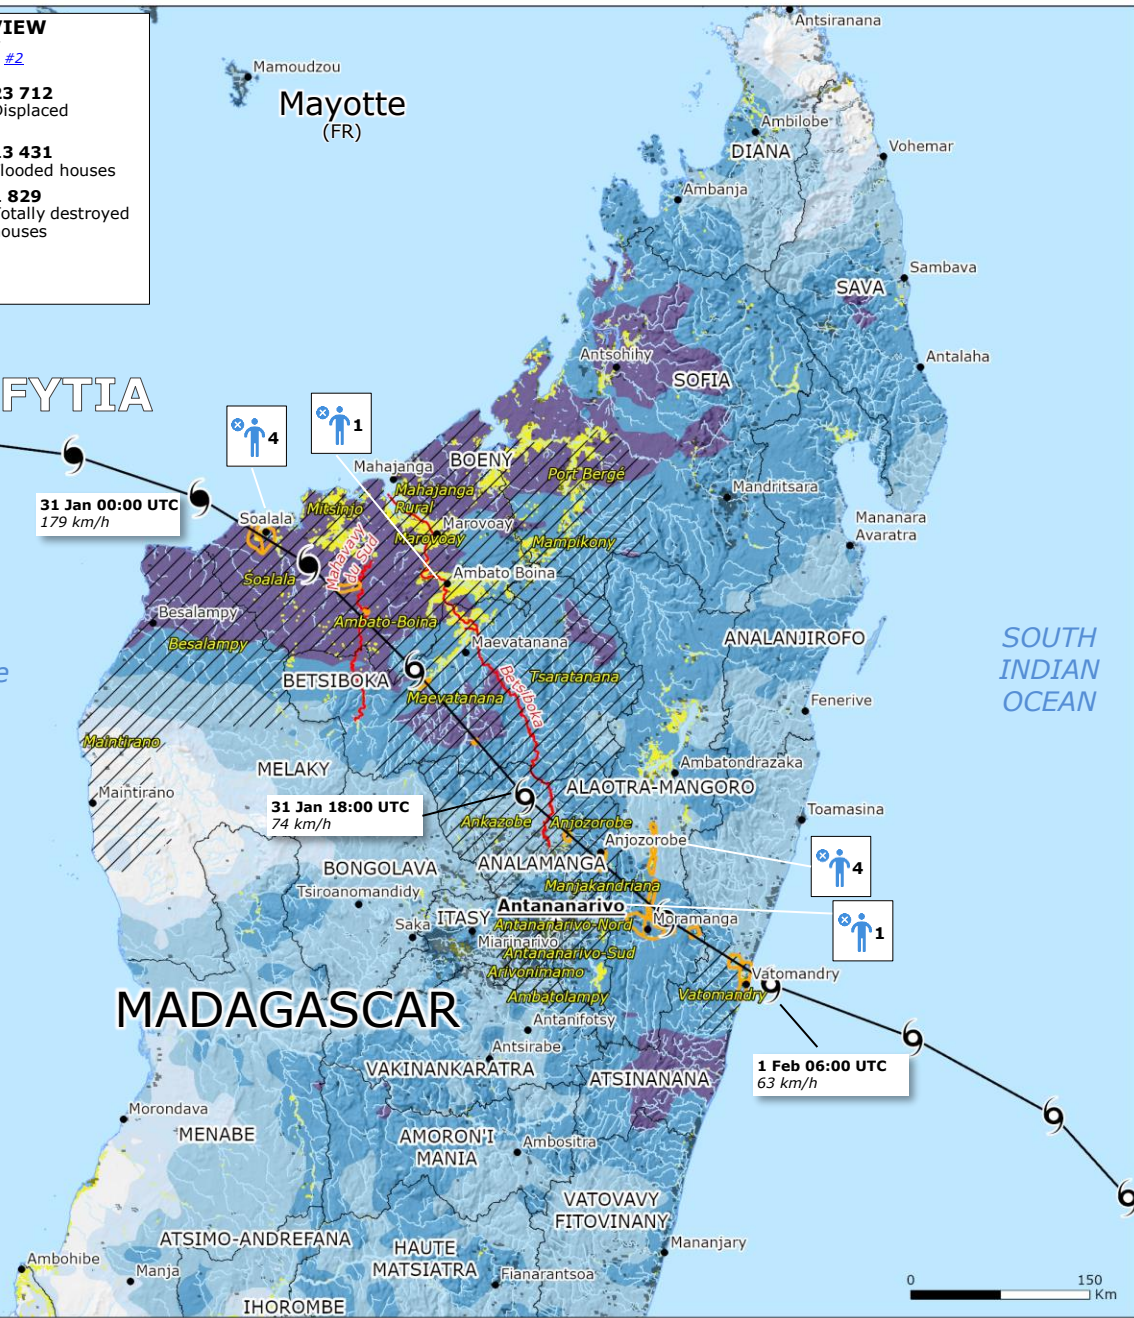 VIEW
#2
23 712
Displaced
13 431
looded houses
829
Totally destroyed
ouses
Antsiranana
Mamoudzou
Mayotte
(FR)
Ambilobe
DIANA
Vohemar
Ambanja
Sambava
SAVA
Antsohihy
Antalaha
SOFIA
FYTIA
4
1
Mahajanga
BOENY
Port Bergé
31 Jan 00:00 UTC
179 km/h
Mahajanga
Rural
Mandritsara
Mitsinjo
Soalala
Marovoay
Mananara
Avaratra
Marovoay
Mampikony
Mahavavy
du Sud
Soalala
Ambato Boina
Besalampy
Ambato-Boina
Besalampy
Maevatanana
ANALANJIROFO
SOUTH
INDIAN
OCEAN
e
BETSIBOKA
Tsaratanana
Maevatanana
Betsiboka
Fenerive
Maintirano
MELAKY
Ambatondrazaka
Maintirano
ALAOTRA-MANGORO
31 Jan 18:00 UTC
74 km/h
Toamasina
Ankazobe
Anjozorobe
Anjozorobe
BONGOLAVA
ANALAMANGA
4
Tsiroanomandidy
Manjakandriana
Antananarivo
Saka
ITASY
Antananarivo-Nord
Moramanga
1
Miarinarivo
Antananarivo-Sud
Arivonimamo
Vatomandry
Ambatolampy
Vatomandry
MADAGASCAR
Antanifotsy
Antsirabe
VAKINANKARATRA
ATSINANANA
1 Feb 06:00 UTC
63 km/h
Morondava
MENABE
AMORON'I
MANIA
Ambositra
VATOVAVY
FITOVINANY
ATSIMO-ANDREFANA
HAUTE
MATSIATRA
Mananjary
Ambohibe
Manja
Fianarantsoa
IHOROMBE
0
150
Km